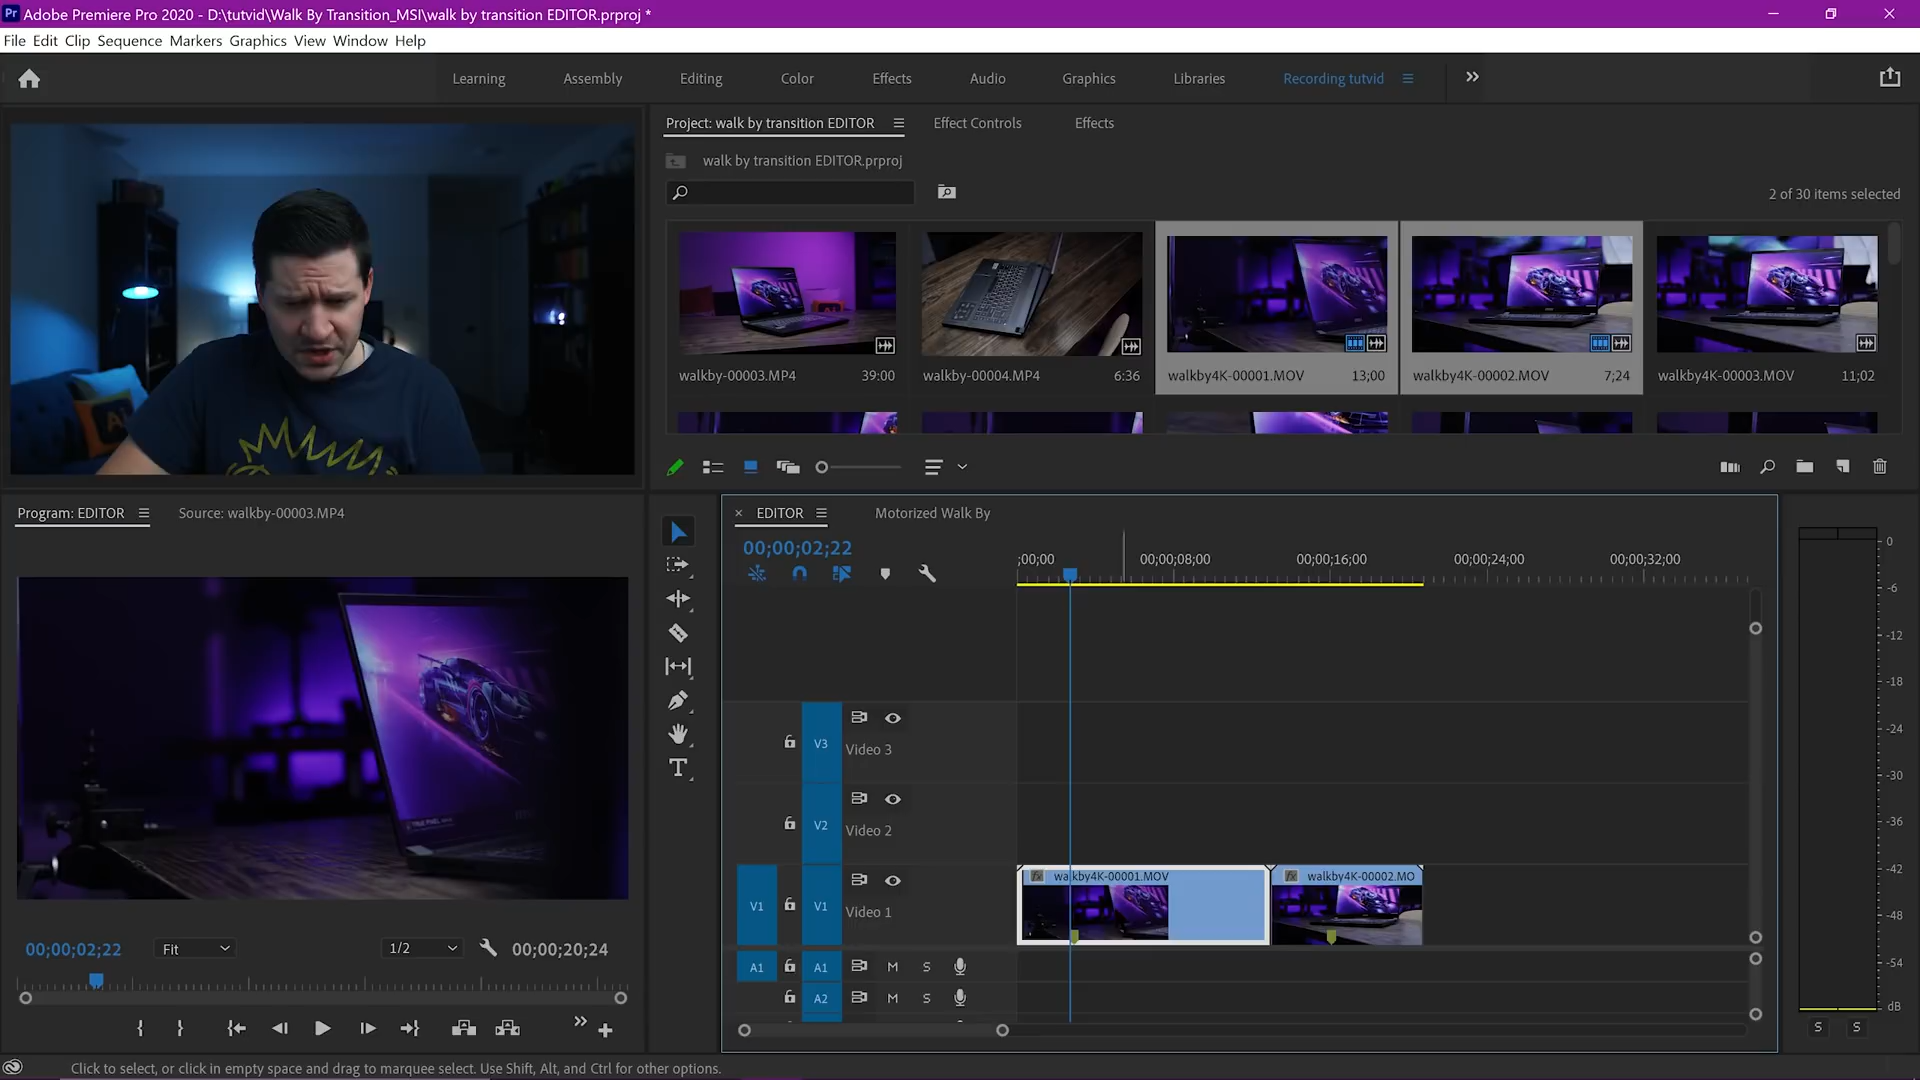 Pr Adobe Premiere Pro 2020 - D:\tutvid\Walk By Transition_MSI\walk by transition EDITOR.prproj *
File Edit Clip Sequence Markers Graphics View Window Help
Learning Assembly Editing Color Effects Audio Graphics Libraries Recording tutvid
Project: walk by transition EDITOR Effect Controls Effects
walk by transition EDITOR.prproj
2 of 30 items selected
walkby-00003.MP4 39:00 walkby-00004.MP4 6:36 walkby4K-00001.MOV 13;00 walkby4K-00002.MOV 7;24 walkby4K-00003.MOV 11;02
Ai
Program: EDITOR Source: walkby-00003.MP4
EDITOR Motorized Walk By
00;00;02;22
;00;00 00;00;08;00 00;00;16;00 00;00;24;00 00;00;32;00
V3 Video 3
V2 Video 2
walkby4K-00001.MOV walkby4K-00002.MO
V1 V1 Video 1
A1 A1 M S
A2 M S
00;00;02;22 Fit 1/2 00;00;20;24
0
-6
-12
-18
-24
-30
-36
-42
-48
-54
dB
S S
Click to select, or click in empty space and drag to marquee select. Use Shift, Alt, and Ctrl for other options.